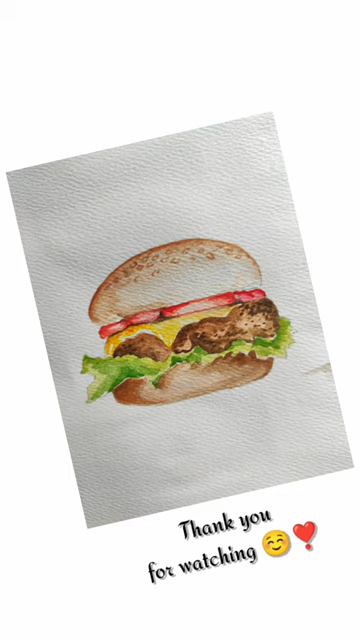 Thank you
for watching ☺️❣️